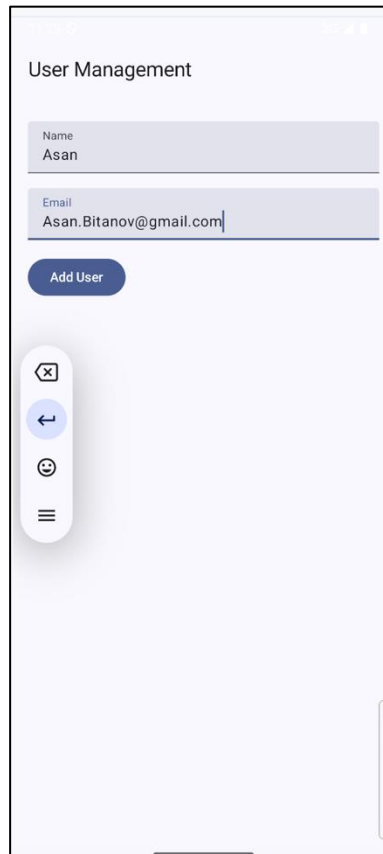 User Management
Name
Asan
Email
Asan.Bitanov@gmail.com
Add User